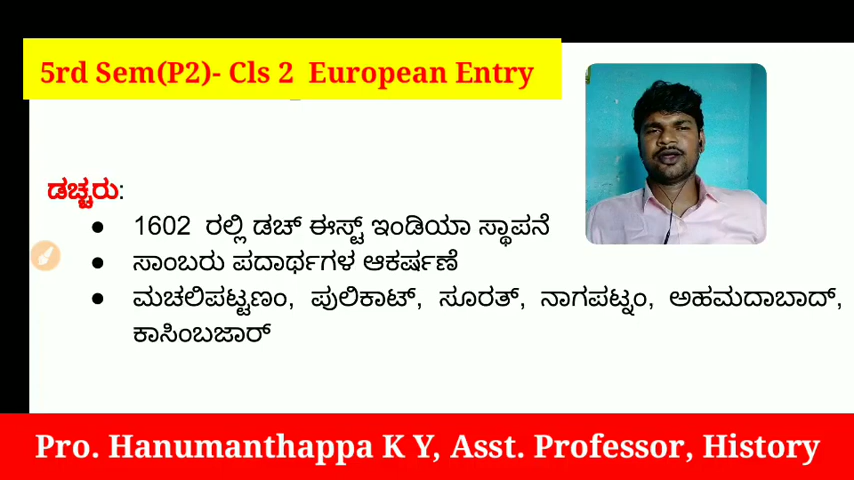 5rd Sem(P2)- Cls 2 European Entry
ಡಚ್ಚರು:
● 1602 ರಲ್ಲಿ ಡಚ್ ಈಸ್ಟ್ ಇಂಡಿಯಾ ಸ್ಥಾಪನೆ
● ಸಾಂಬರು ಪದಾರ್ಥಗಳ ಆಕರ್ಷಣೆ
● ಮಚಲಿಪಟ್ಟಣಂ, ಪುಲಿಕಾಟ್, ಸೂರತ್, ನಾಗಪಟ್ನಂ, ಅಹಮದಾಬಾದ್,
ಕಾಸಿಂಬಜಾರ್
Pro. Hanumanthappa K Y, Asst. Professor, History